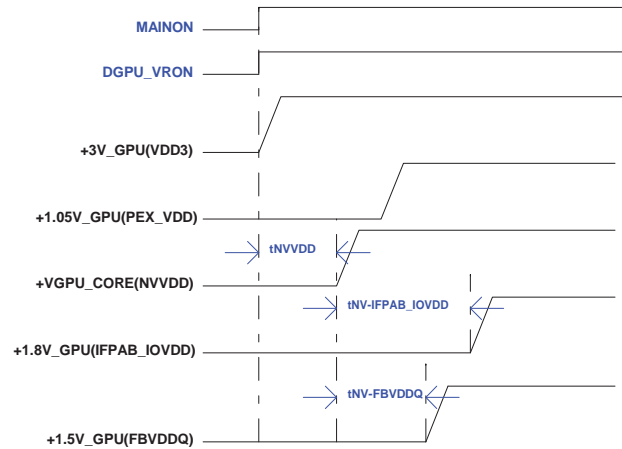 MAINON
DGPU_VRON
+3V_GPU(VDD3)
+1.05V_GPU(PEX_VDD)
tNVVDD
+VGPU_CORE(NVVDD)
tNV-IFPAB_IOVDD
+1.8V_GPU(IFPAB_IOVDD)
tNV-FBVDDQ
+1.5V_GPU(FBVDDQ)